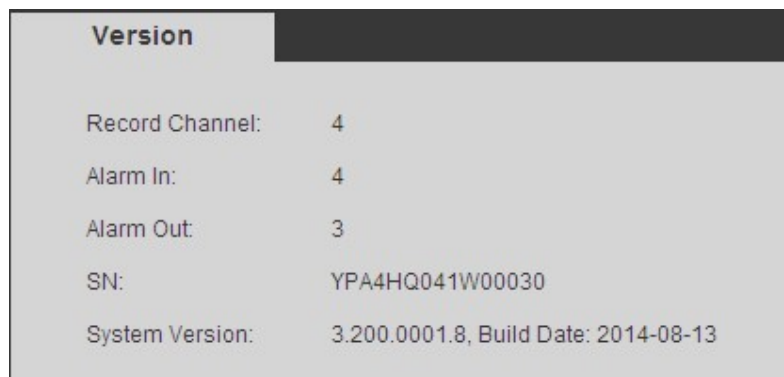 Version
Record Channel: 4
Alarm In: 4
Alarm Out: 3
SN: YPA4HQ041W00030
System Version: 3.200.0001.8, Build Date: 2014-08-13